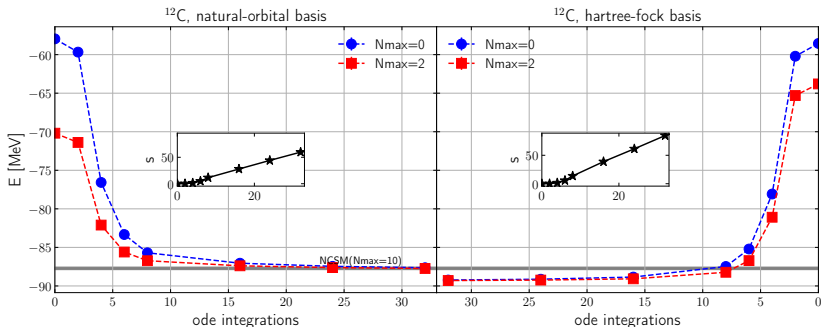 ¹²C, natural-orbital basis
¹²C, hartree-fock basis
E [MeV]
−60
−65
−70
−75
−80
−85
−90
Nmax=0
Nmax=2
Nmax=0
Nmax=2
s
50
0
20
s
50
0
20
NCSM(Nmax=10)
0 5 10 15 20 25 30
30 25 20 15 10 5 0
ode integrations
ode integrations